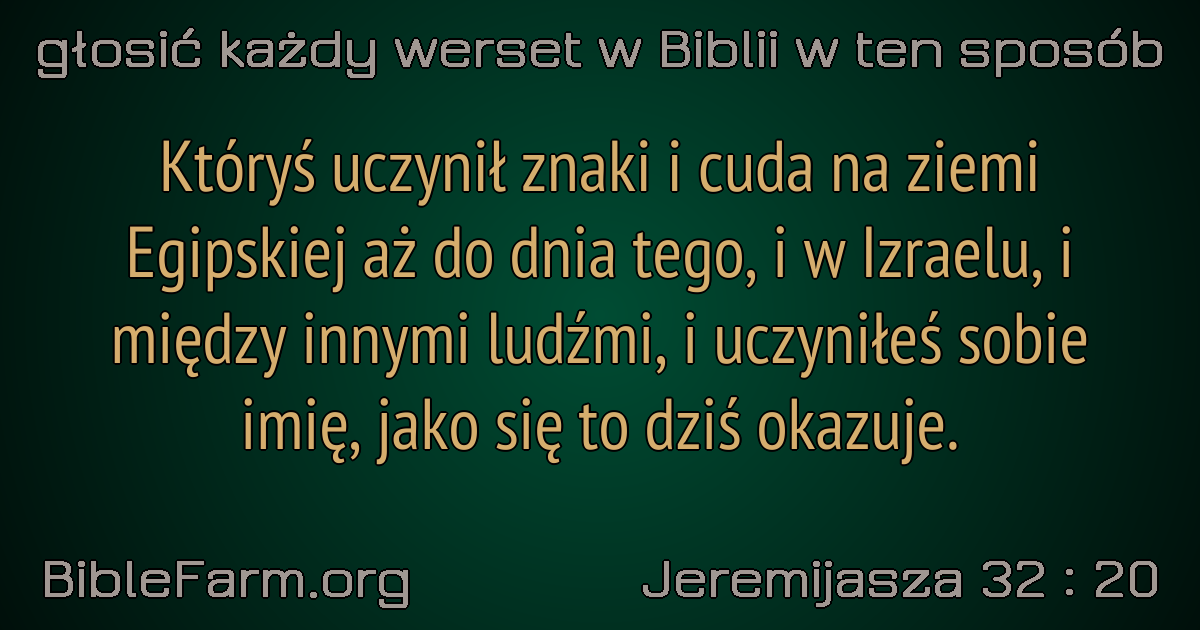 głosić każdy werset w Biblii w ten sposób
Któryś uczynił znaki i cuda na ziemi
Egipskiej aż do dnia tego, i w Izraelu, i
między innymi ludźmi, i uczyniłeś sobie
imię, jako się to dziś okazuje.
BibleFarm.org
Jeremijasza 32 : 20